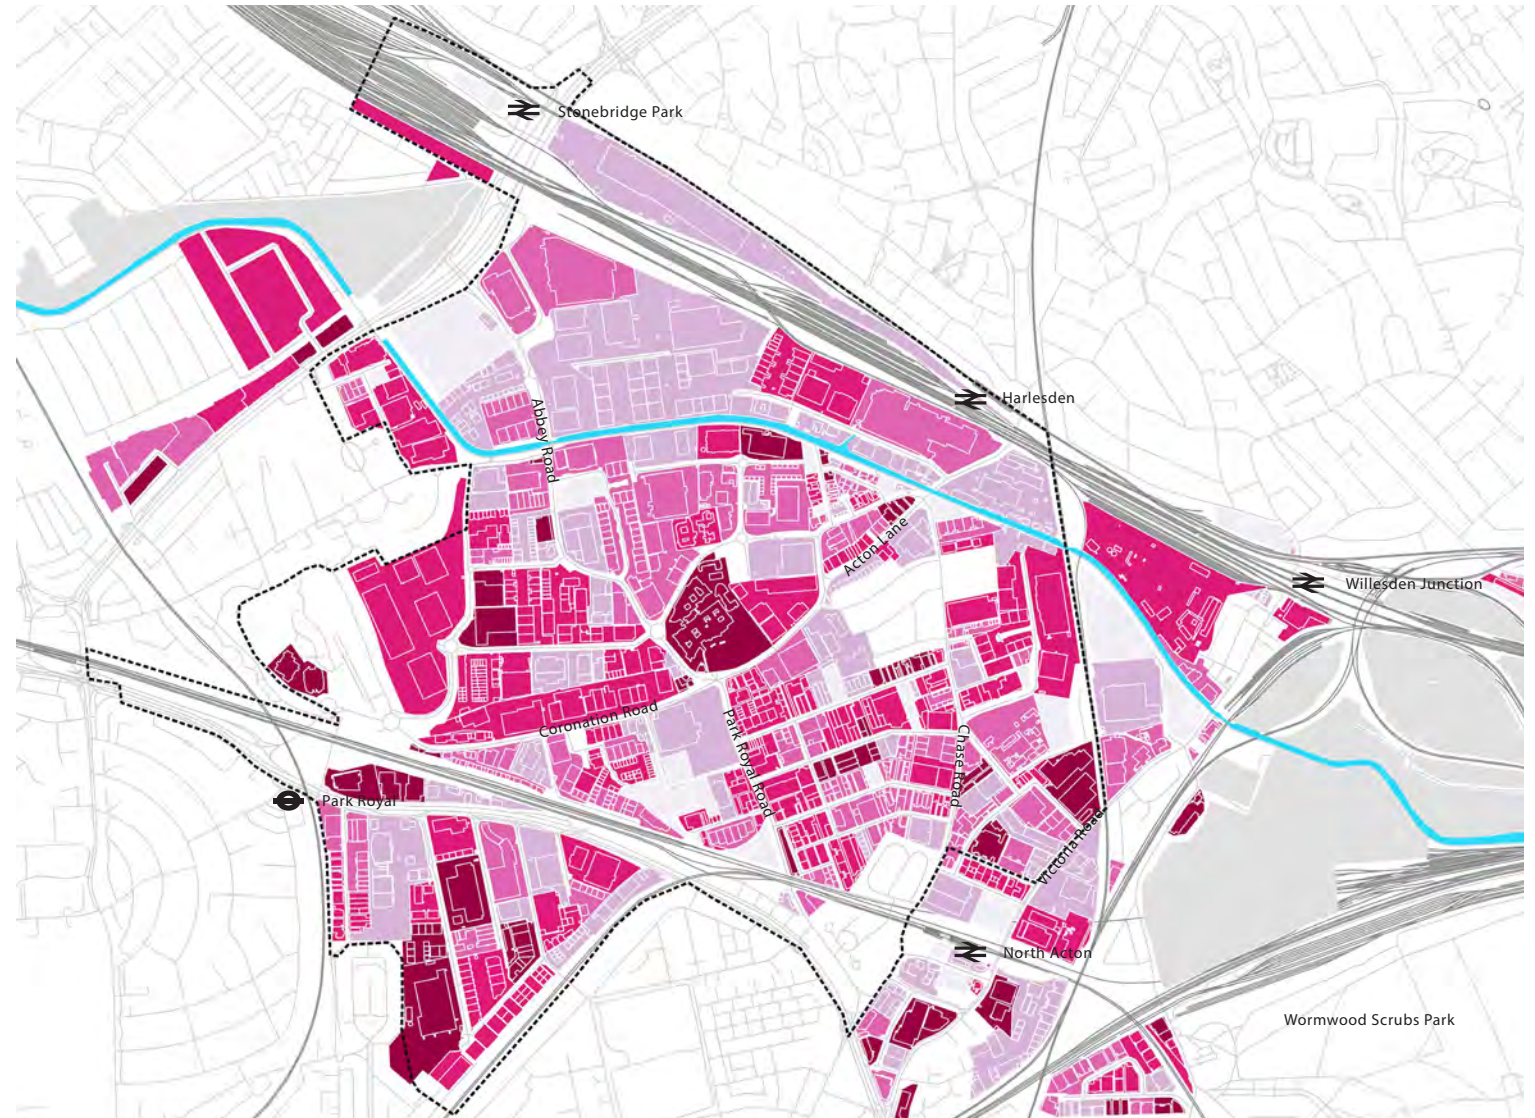 Stonebridge Park
Harlesden
Abbey Road
Acton Lane
Willesden Junction
Coronation Road
Park Royal Road
Chase Road
Park Royal
Victoria Road
North Acton
Wormwood Scrubs Park